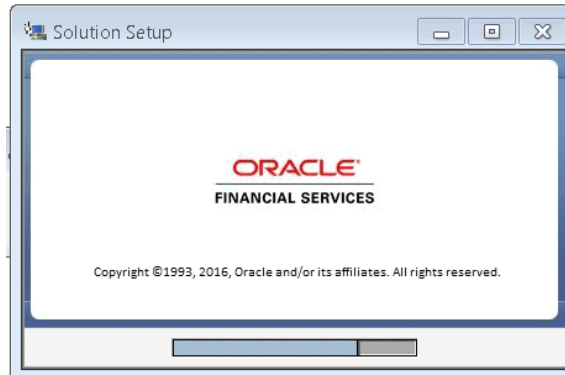 Solution Setup
ORACLE®
FINANCIAL SERVICES
Copyright ©1993, 2016, Oracle and/or its affiliates. All rights reserved.